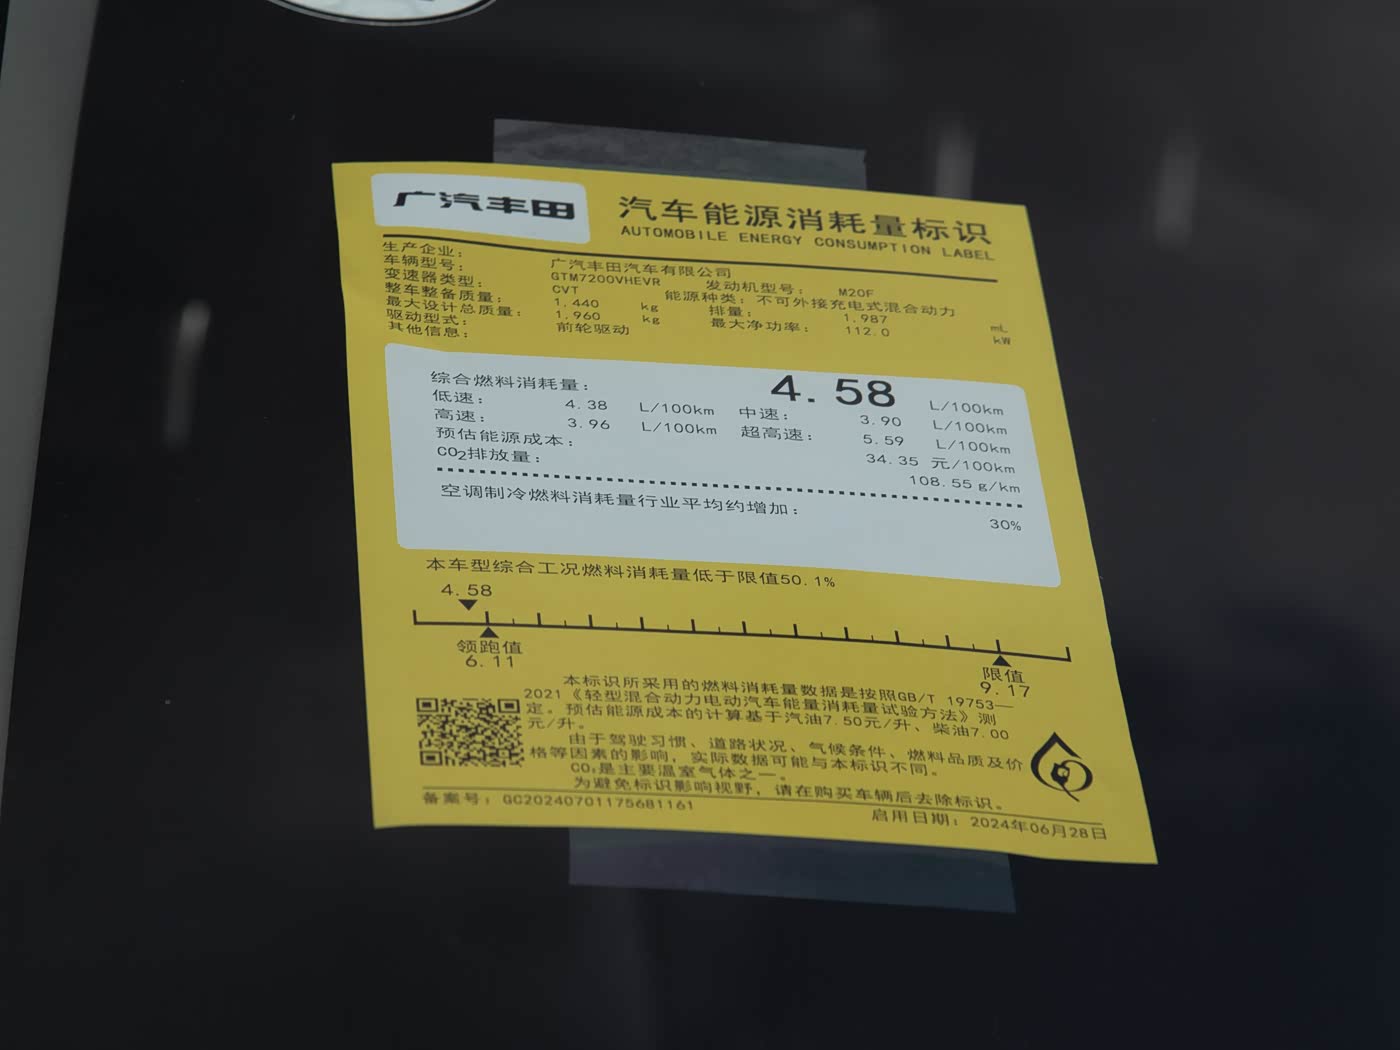 广汽丰田
汽车能源消耗量标识
AUTOMOBILE ENERGY CONSUMPTION LABEL
生产企业: 广汽丰田汽车有限公司
车辆型号: GTM7200VHEVR 发动机型号: M20F
变速器类型: CVT 能源种类: 不可外接充电式混合动力
整车整备质量: 1,440 kg 排量: 1,987 mL
最大设计总质量: 1,960 kg 最大净功率: 112.0 kW
驱动型式: 前轮驱动
其他信息:
综合燃料消耗量: 4.58 L/100km
低速: 4.38 L/100km 中速: 3.90 L/100km
高速: 3.96 L/100km 超高速: 5.59 L/100km
预估能源成本: 34.35 元/100km
CO2排放量: 108.55 g/km
空调制冷燃料消耗量行业平均约增加: 30%
本车型综合工况燃料消耗量低于限值50.1%
4.58
领跑值
6.11
限值
9.17
本标识所采用的燃料消耗量数据是按照GB/T 19753—
2021《轻型混合动力电动汽车能量消耗量试验方法》测
定。预估能源成本的计算基于汽油7.50元/升、柴油7.00
元/升。
由于驾驶习惯、道路状况、气候条件、燃料品质及价
格等因素的影响，实际数据可能与本标识不同。
CO₂是主要温室气体之一。
为避免标识影响视野，请在购买车辆后去除标识。
备案号: GC20240701175681161
启用日期: 2024年06月28日